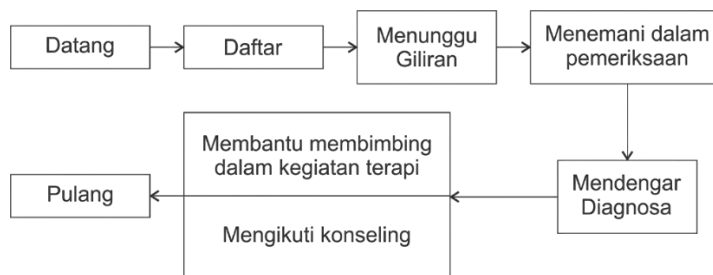 Datang
Daftar
Menunggu
Giliran
Menemani dalam
pemeriksaan
Mendengar
Diagnosa
Membantu membimbing
dalam kegiatan terapi
Mengikuti konseling
Pulang